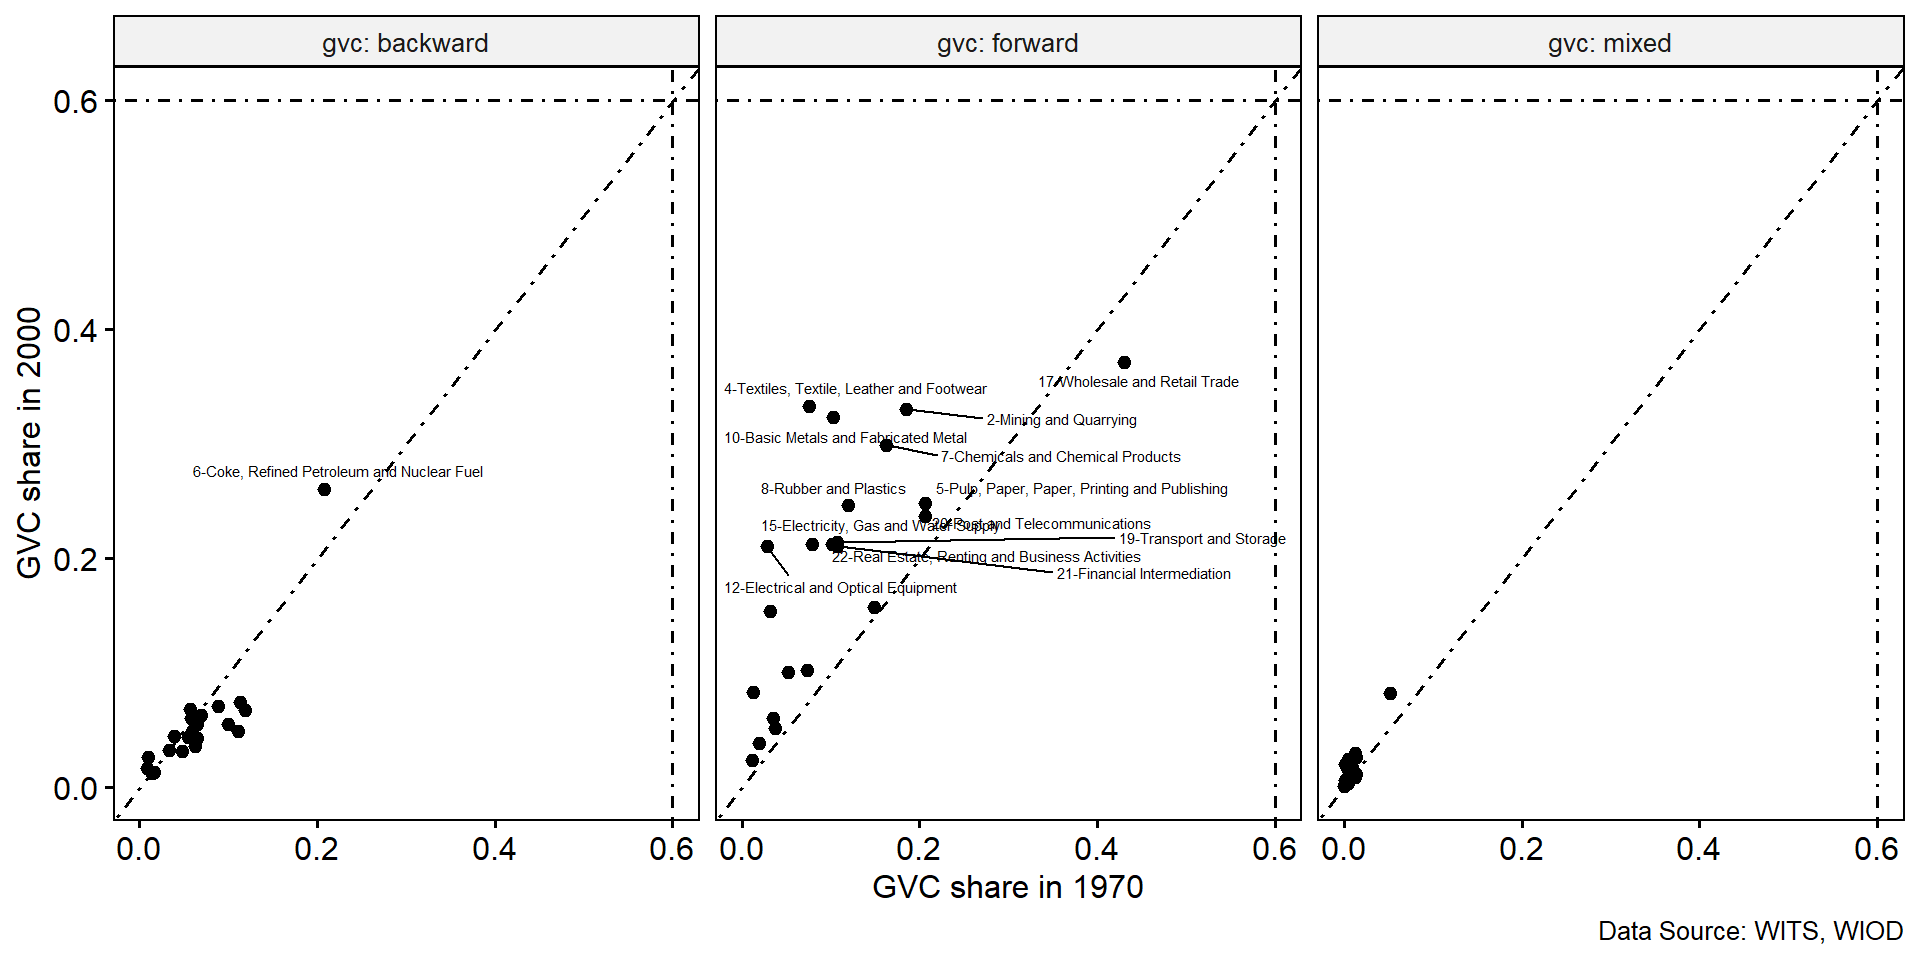 gvc: backward
gvc: forward
gvc: mixed
GVC share in 2000
0.6
0.4
0.2
0.0
6-Coke, Refined Petroleum and Nuclear Fuel
17-Wholesale and Retail Trade
4-Textiles, Textile, Leather and Footwear
2-Mining and Quarrying
10-Basic Metals and Fabricated Metal
7-Chemicals and Chemical Products
8-Rubber and Plastics
5-Pulp, Paper, Paper, Printing and Publishing
15-Electricity, Gas and Water Supply
20-Post and Telecommunications
19-Transport and Storage
22-Real Estate, Renting and Business Activities
21-Financial Intermediation
12-Electrical and Optical Equipment
0.0 0.2 0.4 0.6
0.0 0.2 0.4 0.6
0.0 0.2 0.4 0.6
GVC share in 1970
Data Source: WITS, WIOD